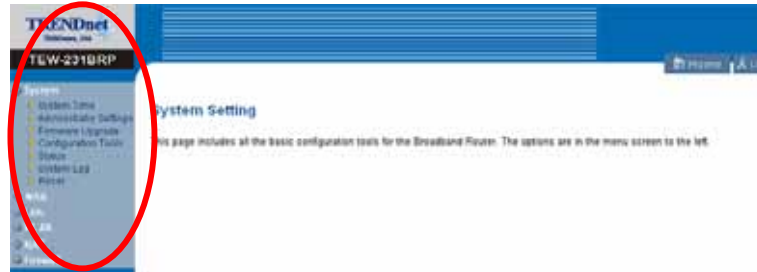 TRENDnet
TEW-231BRP
Home
System
System Time
Administrator Settings
Firmware Upgrade
Configuration Tools
Status
System Log
Reset
WAN
System Setting
This page includes all the basic configuration tools for the Broadband Router. The options are in the menu screen to the left.